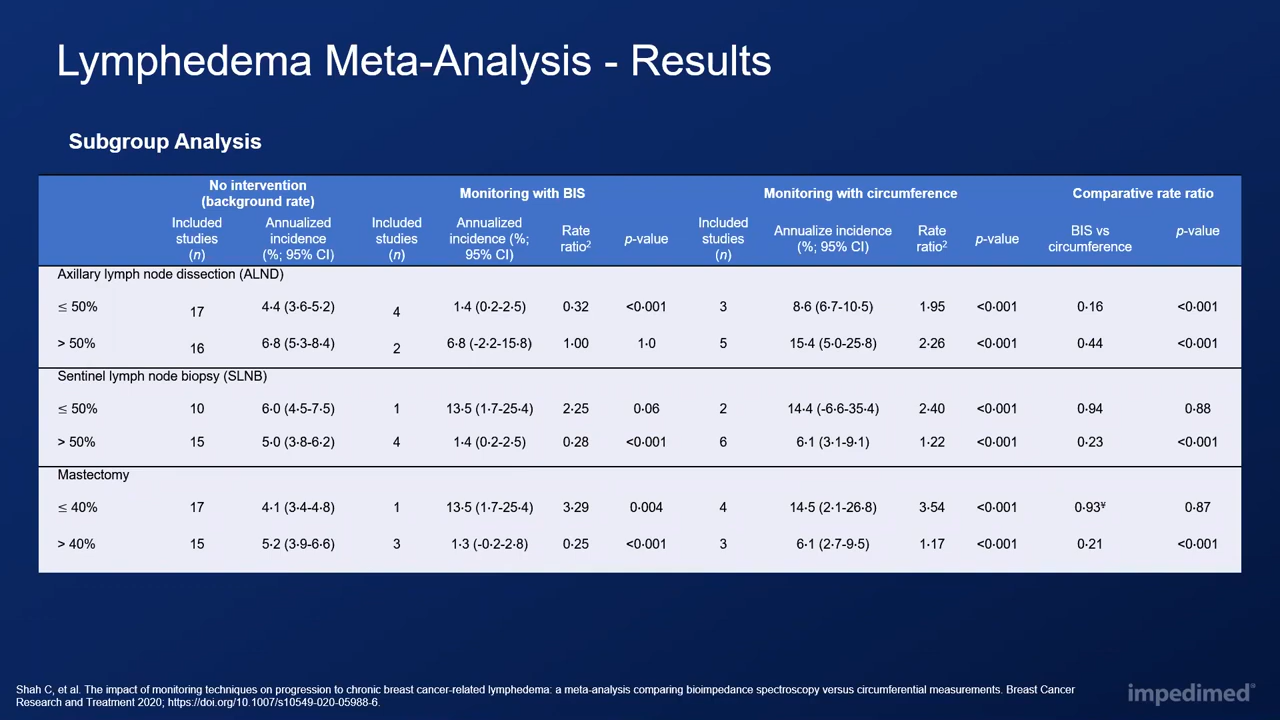 Lymphedema Meta-Analysis - Results
Subgroup Analysis
No intervention (background rate) Monitoring with BIS Monitoring with circumference Comparative rate ratio
Included studies (n) Annualized incidence (%; 95% CI) Included studies (n) Annualized incidence (%; 95% CI) Rate ratio2 p-value Included studies (n) Annualize incidence (%; 95% CI) Rate ratio2 p-value BIS vs circumference p-value
Axillary lymph node dissection (ALND)
≤ 50% 17 4·4 (3·6-5·2) 4 1·4 (0·2-2·5) 0·32 <0·001 3 8·6 (6·7-10·5) 1·95 <0·001 0·16 <0·001
> 50% 16 6·8 (5·3-8·4) 2 6·8 (-2·2-15·8) 1·00 1·0 5 15·4 (5·0-25·8) 2·26 <0·001 0·44 <0·001
Sentinel lymph node biopsy (SLNB)
≤ 50% 10 6·0 (4·5-7·5) 1 13·5 (1·7-25·4) 2·25 0·06 2 14·4 (-6·6-35·4) 2·40 <0·001 0·94 0·88
> 50% 15 5·0 (3·8-6·2) 4 1·4 (0·2-2·5) 0·28 <0·001 6 6·1 (3·1-9·1) 1·22 <0·001 0·23 <0·001
Mastectomy
≤ 40% 17 4·1 (3·4-4·8) 1 13·5 (1·7-25·4) 3·29 0·004 4 14·5 (2·1-26·8) 3·54 <0·001 0·93¥ 0·87
> 40% 15 5·2 (3·9-6·6) 3 1·3 (-0·2-2·8) 0·25 <0·001 3 6·1 (2·7-9·5) 1·17 <0·001 0·21 <0·001
Shah C, et al. The impact of monitoring techniques on progression to chronic breast cancer-related lymphedema: a meta-analysis comparing bioimpedance spectroscopy versus circumferential measurements. Breast Cancer
Research and Treatment 2020; https://doi.org/10.1007/s10549-020-05988-6.
impedimed®